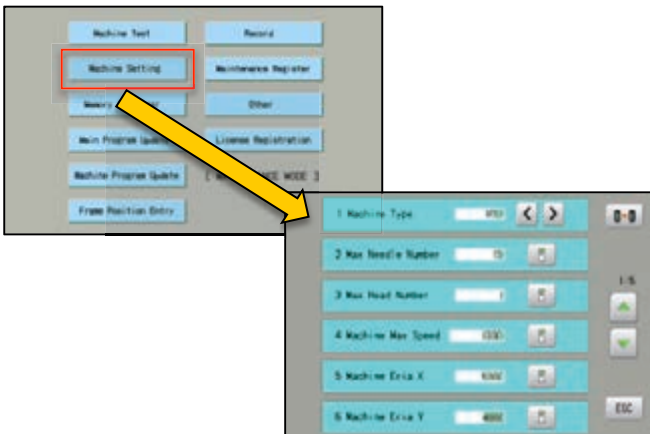 Machine Test
Record
Machine Setting
Maintenance Register
Memory
Other
Main Program Update
License Registration
Machine Program Update
MODE ]
Frame Position Entry
1 Machine Type
2 Max Needle Number
3 Max Head Number
1
4 Machine Max Speed
5 Machine Eria X
6 Machine Eria Y
1/5
ESC